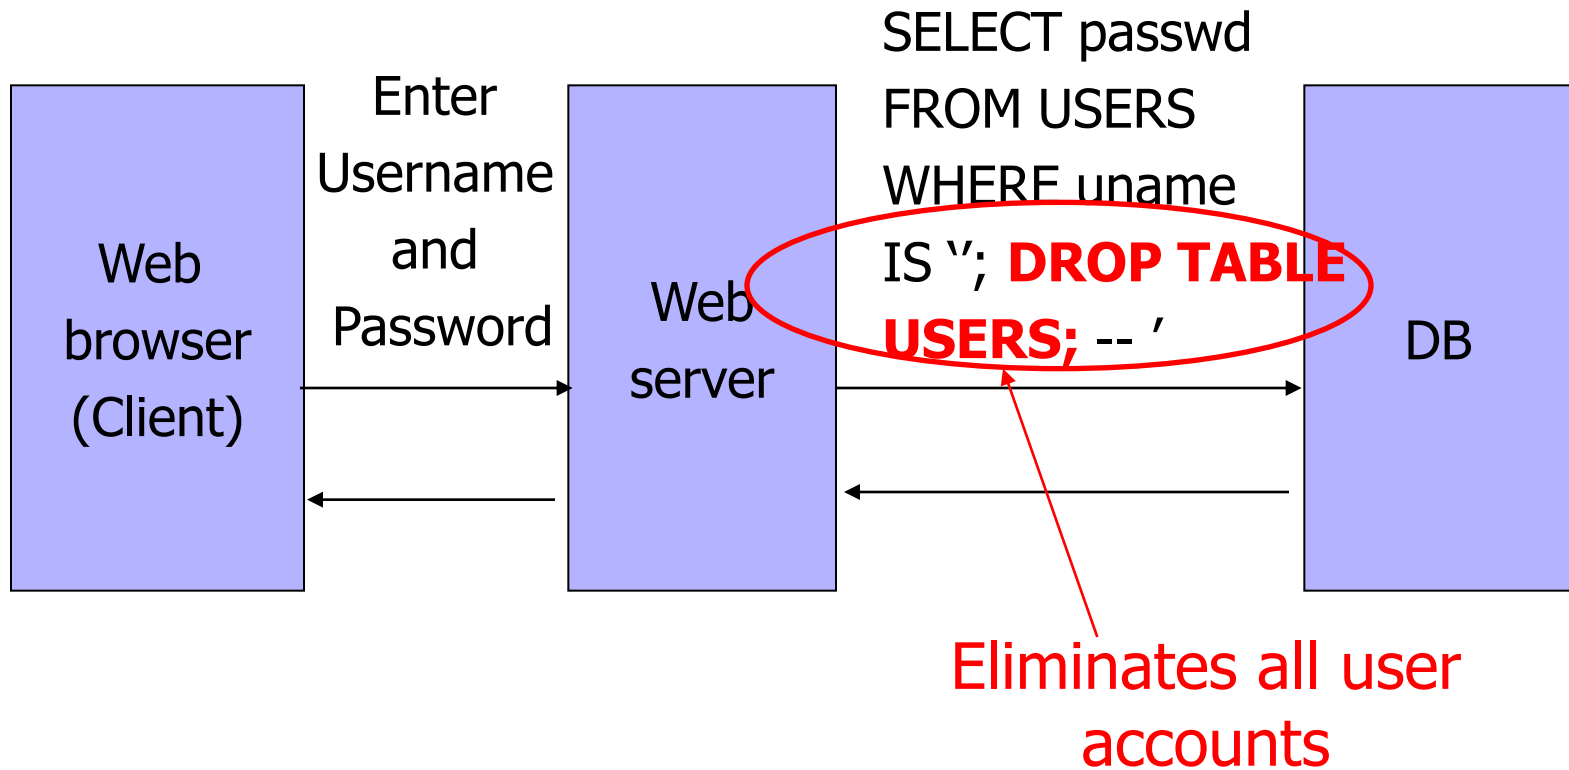 Web
browser
(Client)
Enter
Username
and
Password
Web
server
SELECT passwd
FROM USERS
WHERE uname
IS ‘’; DROP TABLE
USERS; -- ’
DB
Eliminates all user
accounts